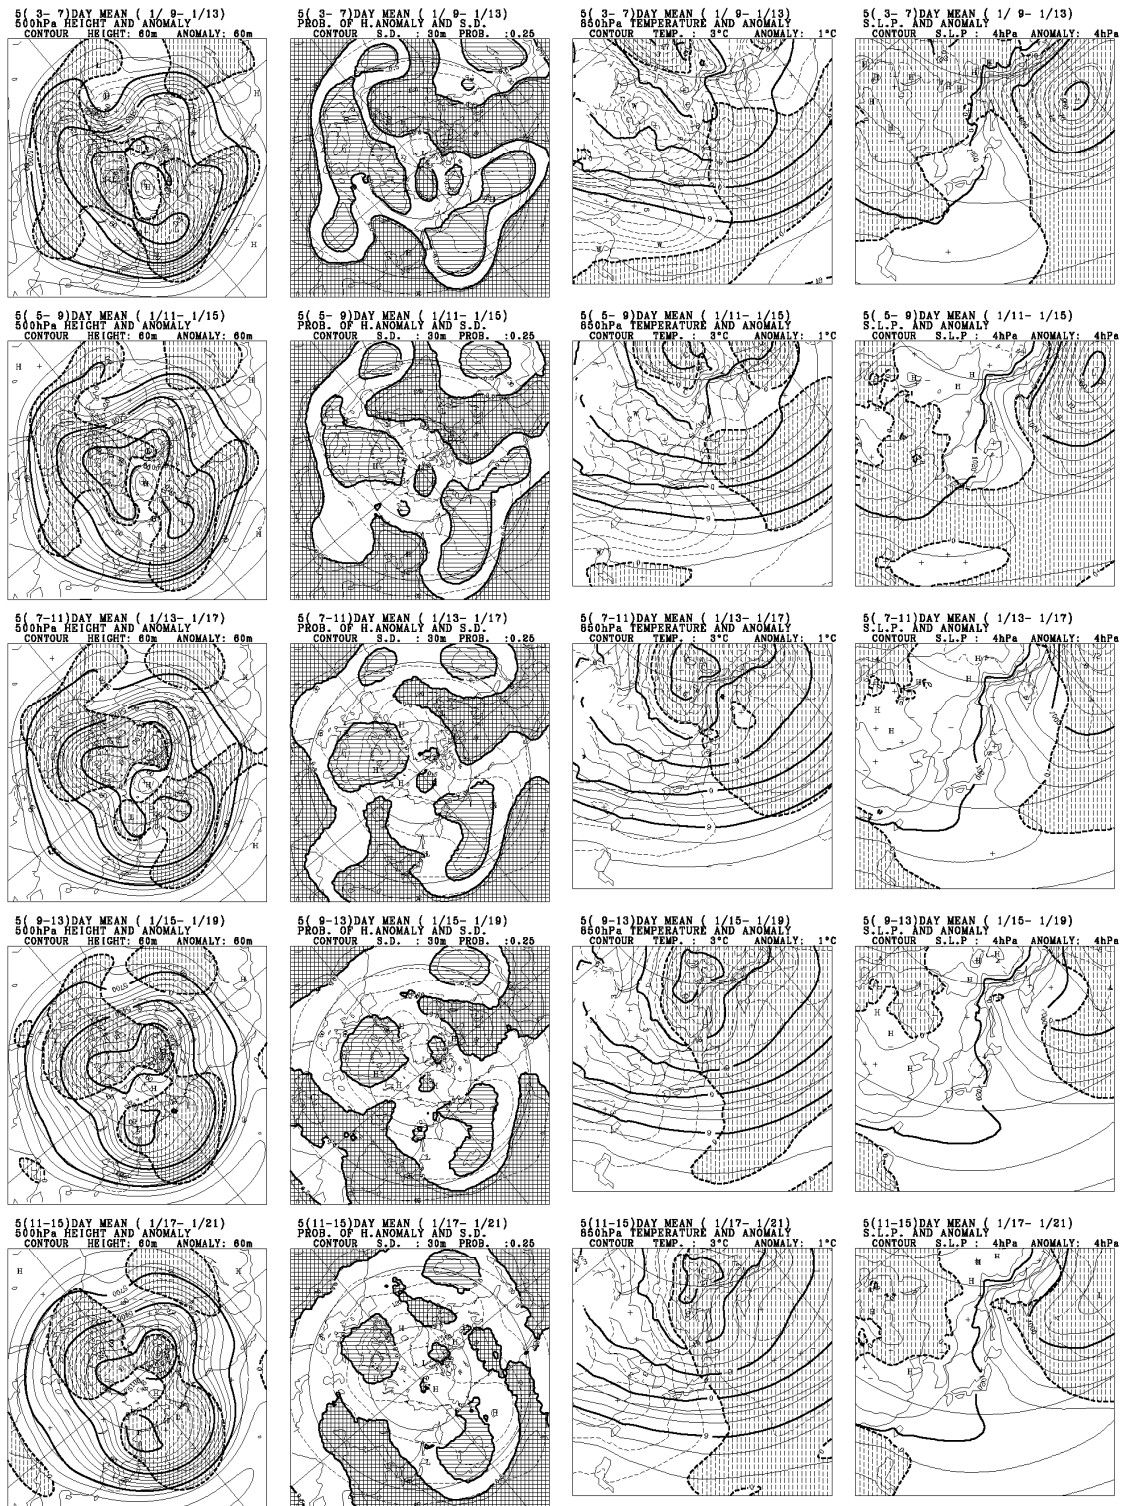 5( 3- 7)DAY MEAN ( 1/ 9- 1/13)
500hPa HEIGHT AND ANOMALY
CONTOUR HEIGHT: 60m ANOMALY: 60m
5( 3- 7)DAY MEAN ( 1/ 9- 1/13)
PROB. OF H.ANOMALY AND S.D.
CONTOUR S.D. : 30m PROB. :0.25
5( 3- 7)DAY MEAN ( 1/ 9- 1/13)
850hPa TEMPERATURE AND ANOMALY
CONTOUR TEMP. : 3°C ANOMALY: 1°C
5( 3- 7)DAY MEAN ( 1/ 9- 1/13)
S.L.P. AND ANOMALY
CONTOUR S.L.P : 4hPa ANOMALY: 4hPa
5( 5- 9)DAY MEAN ( 1/11- 1/15)
500hPa HEIGHT AND ANOMALY
CONTOUR HEIGHT: 60m ANOMALY: 60m
5( 5- 9)DAY MEAN ( 1/11- 1/15)
PROB. OF H.ANOMALY AND S.D.
CONTOUR S.D. : 30m PROB. :0.25
5( 5- 9)DAY MEAN ( 1/11- 1/15)
850hPa TEMPERATURE AND ANOMALY
CONTOUR TEMP. : 3°C ANOMALY: 1°C
5( 5- 9)DAY MEAN ( 1/11- 1/15)
S.L.P. AND ANOMALY
CONTOUR S.L.P : 4hPa ANOMALY: 4hPa
5( 7-11)DAY MEAN ( 1/13- 1/17)
500hPa HEIGHT AND ANOMALY
CONTOUR HEIGHT: 60m ANOMALY: 60m
5( 7-11)DAY MEAN ( 1/13- 1/17)
PROB. OF H.ANOMALY AND S.D.
CONTOUR S.D. : 30m PROB. :0.25
5( 7-11)DAY MEAN ( 1/13- 1/17)
850hPa TEMPERATURE AND ANOMALY
CONTOUR TEMP. : 3°C ANOMALY: 1°C
5( 7-11)DAY MEAN ( 1/13- 1/17)
S.L.P. AND ANOMALY
CONTOUR S.L.P : 4hPa ANOMALY: 4hPa
5( 9-13)DAY MEAN ( 1/15- 1/19)
500hPa HEIGHT AND ANOMALY
CONTOUR HEIGHT: 60m ANOMALY: 60m
5( 9-13)DAY MEAN ( 1/15- 1/19)
PROB. OF H.ANOMALY AND S.D.
CONTOUR S.D. : 30m PROB. :0.25
5( 9-13)DAY MEAN ( 1/15- 1/19)
850hPa TEMPERATURE AND ANOMALY
CONTOUR TEMP. : 3°C ANOMALY: 1°C
5( 9-13)DAY MEAN ( 1/15- 1/19)
S.L.P. AND ANOMALY
CONTOUR S.L.P : 4hPa ANOMALY: 4hPa
5(11-15)DAY MEAN ( 1/17- 1/21)
500hPa HEIGHT AND ANOMALY
CONTOUR HEIGHT: 60m ANOMALY: 60m
5(11-15)DAY MEAN ( 1/17- 1/21)
PROB. OF H.ANOMALY AND S.D.
CONTOUR S.D. : 30m PROB. :0.25
5(11-15)DAY MEAN ( 1/17- 1/21)
850hPa TEMPERATURE AND ANOMALY
CONTOUR TEMP. : 3°C ANOMALY: 1°C
5(11-15)DAY MEAN ( 1/17- 1/21)
S.L.P. AND ANOMALY
CONTOUR S.L.P : 4hPa ANOMALY: 4hPa